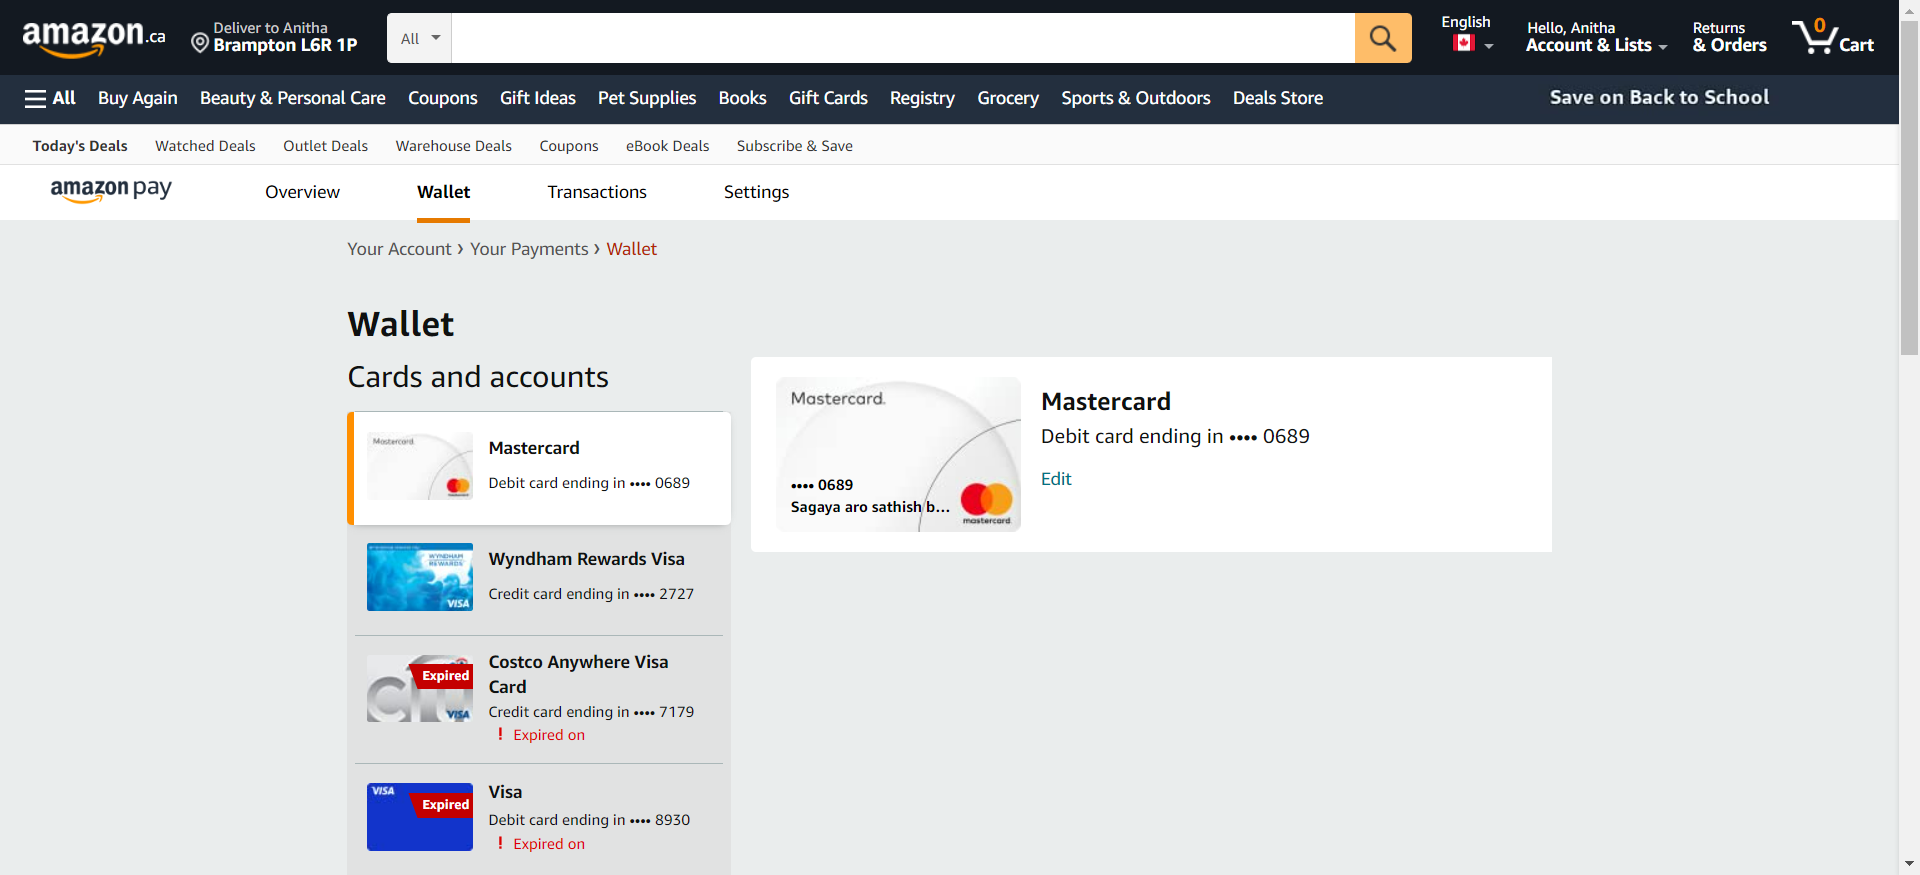 amazon.ca
Deliver to Anitha
Brampton L6R 1P
All
English
Hello, Anitha
Account & Lists
Returns
& Orders
0
Cart
All
Buy Again
Beauty & Personal Care
Coupons
Gift Ideas
Pet Supplies
Books
Gift Cards
Registry
Grocery
Sports & Outdoors
Deals Store
Save on Back to School
Today's Deals
Watched Deals
Outlet Deals
Warehouse Deals
Coupons
eBook Deals
Subscribe & Save
amazon pay
Overview
Wallet
Transactions
Settings
Your Account › Your Payments › Wallet
Wallet
Cards and accounts
Mastercard
Mastercard
Debit card ending in •••• 0689
WYNDHAM
REWARDS
VISA
Wyndham Rewards Visa
Credit card ending in •••• 2727
citi
Expired
VISA
Costco Anywhere Visa
Card
Credit card ending in •••• 7179
! Expired on
VISA
Expired
Visa
Debit card ending in •••• 8930
! Expired on
Mastercard.
•••• 0689
Sagaya aro sathish b...
mastercard.
Mastercard
Debit card ending in •••• 0689
Edit